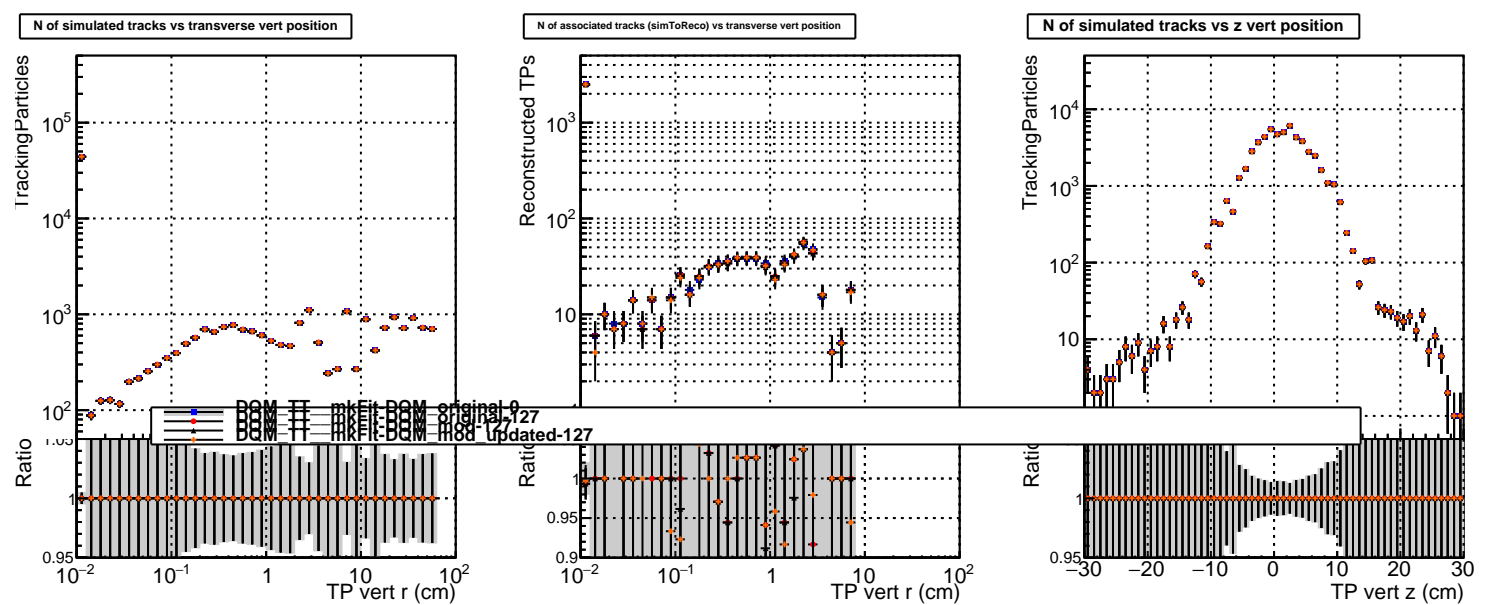 N of simulated tracks vs transverse vert position
TrackingParticles
10^5
10^4
10^3
10^2
Ratio
1.05
1
0.95
10^−2 10^−1 1 10 10^2
TP vert r (cm)
N of associated tracks (simToReco) vs transverse vert position
Reconstructed TPs
10^3
10^2
10
1
Ratio
1
0.95
0.9
10^−2 10^−1 1 10 10^2
TP vert r (cm)
N of simulated tracks vs z vert position
TrackingParticles
10^4
10^3
10^2
10
Ratio
1
0.95
−30 −20 −10 0 10 20 30
TP vert z (cm)
DQM_TT__mkFit-DQM_original-0
DQM_TT__mkFit-DQM_original-127
DQM_TT__mkFit-DQM_mod-127
DQM_TT__mkFit-DQM_mod_updated-127